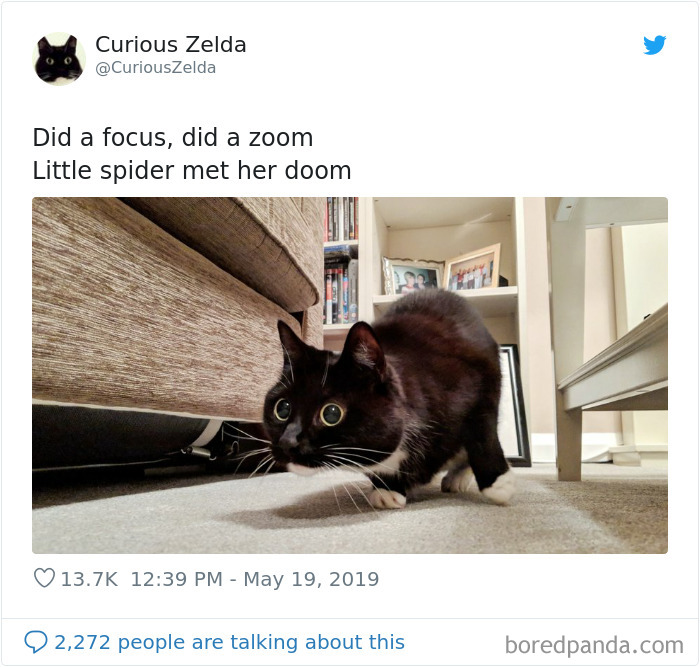 Curious Zelda
@CuriousZelda
Did a focus, did a zoom
Little spider met her doom
13.7K 12:39 PM - May 19, 2019
2,272 people are talking about this
boredpanda.com